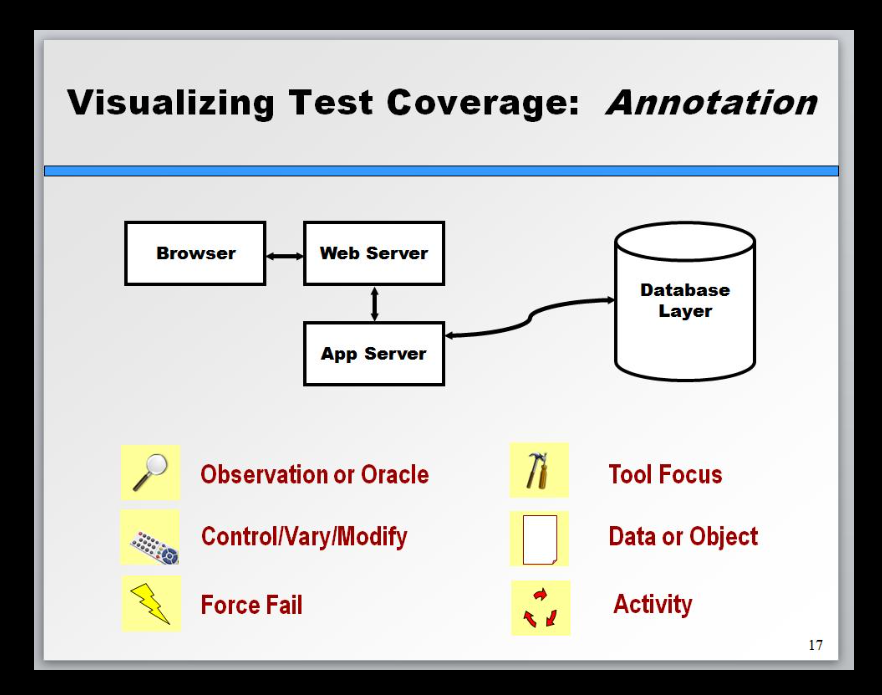 Visualizing Test Coverage: Annotation
Browser
Web Server
Database
Layer
App Server
Observation or Oracle
Tool Focus
Control/Vary/Modify
Data or Object
Force Fail
Activity
17